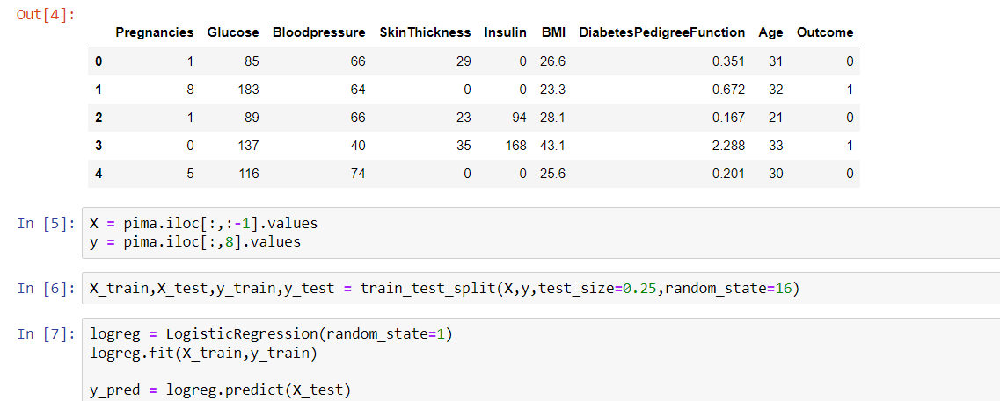 Out[4]:
Pregnancies Glucose Bloodpressure SkinThickness Insulin BMI DiabetesPedigreeFunction Age Outcome
0 1 85 66 29 0 26.6 0.351 31 0
1 8 183 64 0 0 23.3 0.672 32 1
2 1 89 66 23 94 28.1 0.167 21 0
3 0 137 40 35 168 43.1 2.288 33 1
4 5 116 74 0 0 25.6 0.201 30 0
In [5]: X = pima.iloc[:,:-1].values
y = pima.iloc[:,8].values
In [6]: X_train,X_test,y_train,y_test = train_test_split(X,y,test_size=0.25,random_state=16)
In [7]: logreg = LogisticRegression(random_state=1)
logreg.fit(X_train,y_train)
y_pred = logreg.predict(X_test)